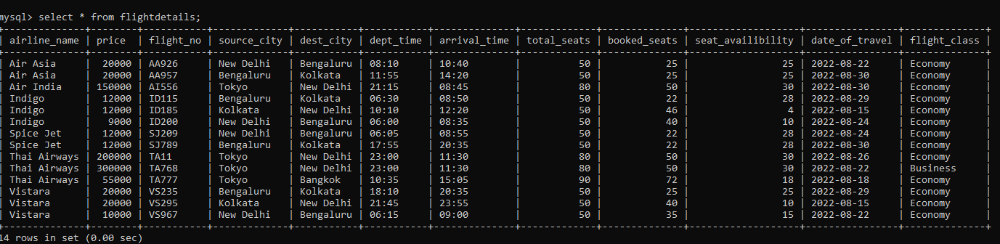 mysql> select * from flightdetails;
+--------------+--------+-----------+-------------+-----------+-----------+--------------+-------------+--------------+-------------------+----------------+--------------+
| airline_name | price  | flight_no | source_city | dest_city | dept_time | arrival_time | total_seats | booked_seats | seat_availibility | date_of_travel | flight_class |
+--------------+--------+-----------+-------------+-----------+-----------+--------------+-------------+--------------+-------------------+----------------+--------------+
| Air Asia     |  20000 | AA926     | New Delhi   | Bengaluru | 08:10     | 10:40        |          50 |           25 |                25 | 2022-08-22     | Economy      |
| Air Asia     |  20000 | AA957     | Bengaluru   | Kolkata   | 11:55     | 14:20        |          50 |           25 |                25 | 2022-08-30     | Economy      |
| Air India    | 150000 | AI556     | Tokyo       | New Delhi | 21:15     | 08:45        |          80 |           50 |                30 | 2022-08-30     | Economy      |
| Indigo       |  12000 | ID115     | Bengaluru   | Kolkata   | 06:30     | 08:50        |          50 |           22 |                28 | 2022-08-29     | Economy      |
| Indigo       |  12000 | ID185     | Kolkata     | New Delhi | 10:10     | 12:20        |          50 |           46 |                 4 | 2022-08-15     | Economy      |
| Indigo       |   9000 | ID200     | New Delhi   | Bengaluru | 06:00     | 08:35        |          50 |           40 |                10 | 2022-08-24     | Economy      |
| Spice Jet    |  12000 | SJ209     | New Delhi   | Bengaluru | 06:05     | 08:55        |          50 |           22 |                28 | 2022-08-24     | Economy      |
| Spice Jet    |  12000 | SJ789     | Bengaluru   | Kolkata   | 17:55     | 20:35        |          50 |           22 |                28 | 2022-08-30     | Economy      |
| Thai Airways | 200000 | TA11      | Tokyo       | New Delhi | 23:00     | 11:30        |          80 |           50 |                30 | 2022-08-26     | Economy      |
| Thai Airways | 300000 | TA768     | Tokyo       | New Delhi | 23:00     | 11:30        |          80 |           50 |                30 | 2022-08-22     | Business     |
| Thai Airways |  55000 | TA777     | Tokyo       | Bangkok   | 10:35     | 15:05        |          90 |           72 |                18 | 2022-08-18     | Economy      |
| Vistara      |  20000 | VS235     | Bengaluru   | Kolkata   | 18:10     | 20:35        |          50 |           25 |                25 | 2022-08-29     | Economy      |
| Vistara      |  20000 | VS295     | Kolkata     | New Delhi | 21:45     | 23:55        |          50 |           40 |                10 | 2022-08-15     | Economy      |
| Vistara      |  10000 | VS967     | New Delhi   | Bengaluru | 06:15     | 09:00        |          50 |           35 |                15 | 2022-08-22     | Economy      |
+--------------+--------+-----------+-------------+-----------+-----------+--------------+-------------+--------------+-------------------+----------------+--------------+
14 rows in set (0.00 sec)